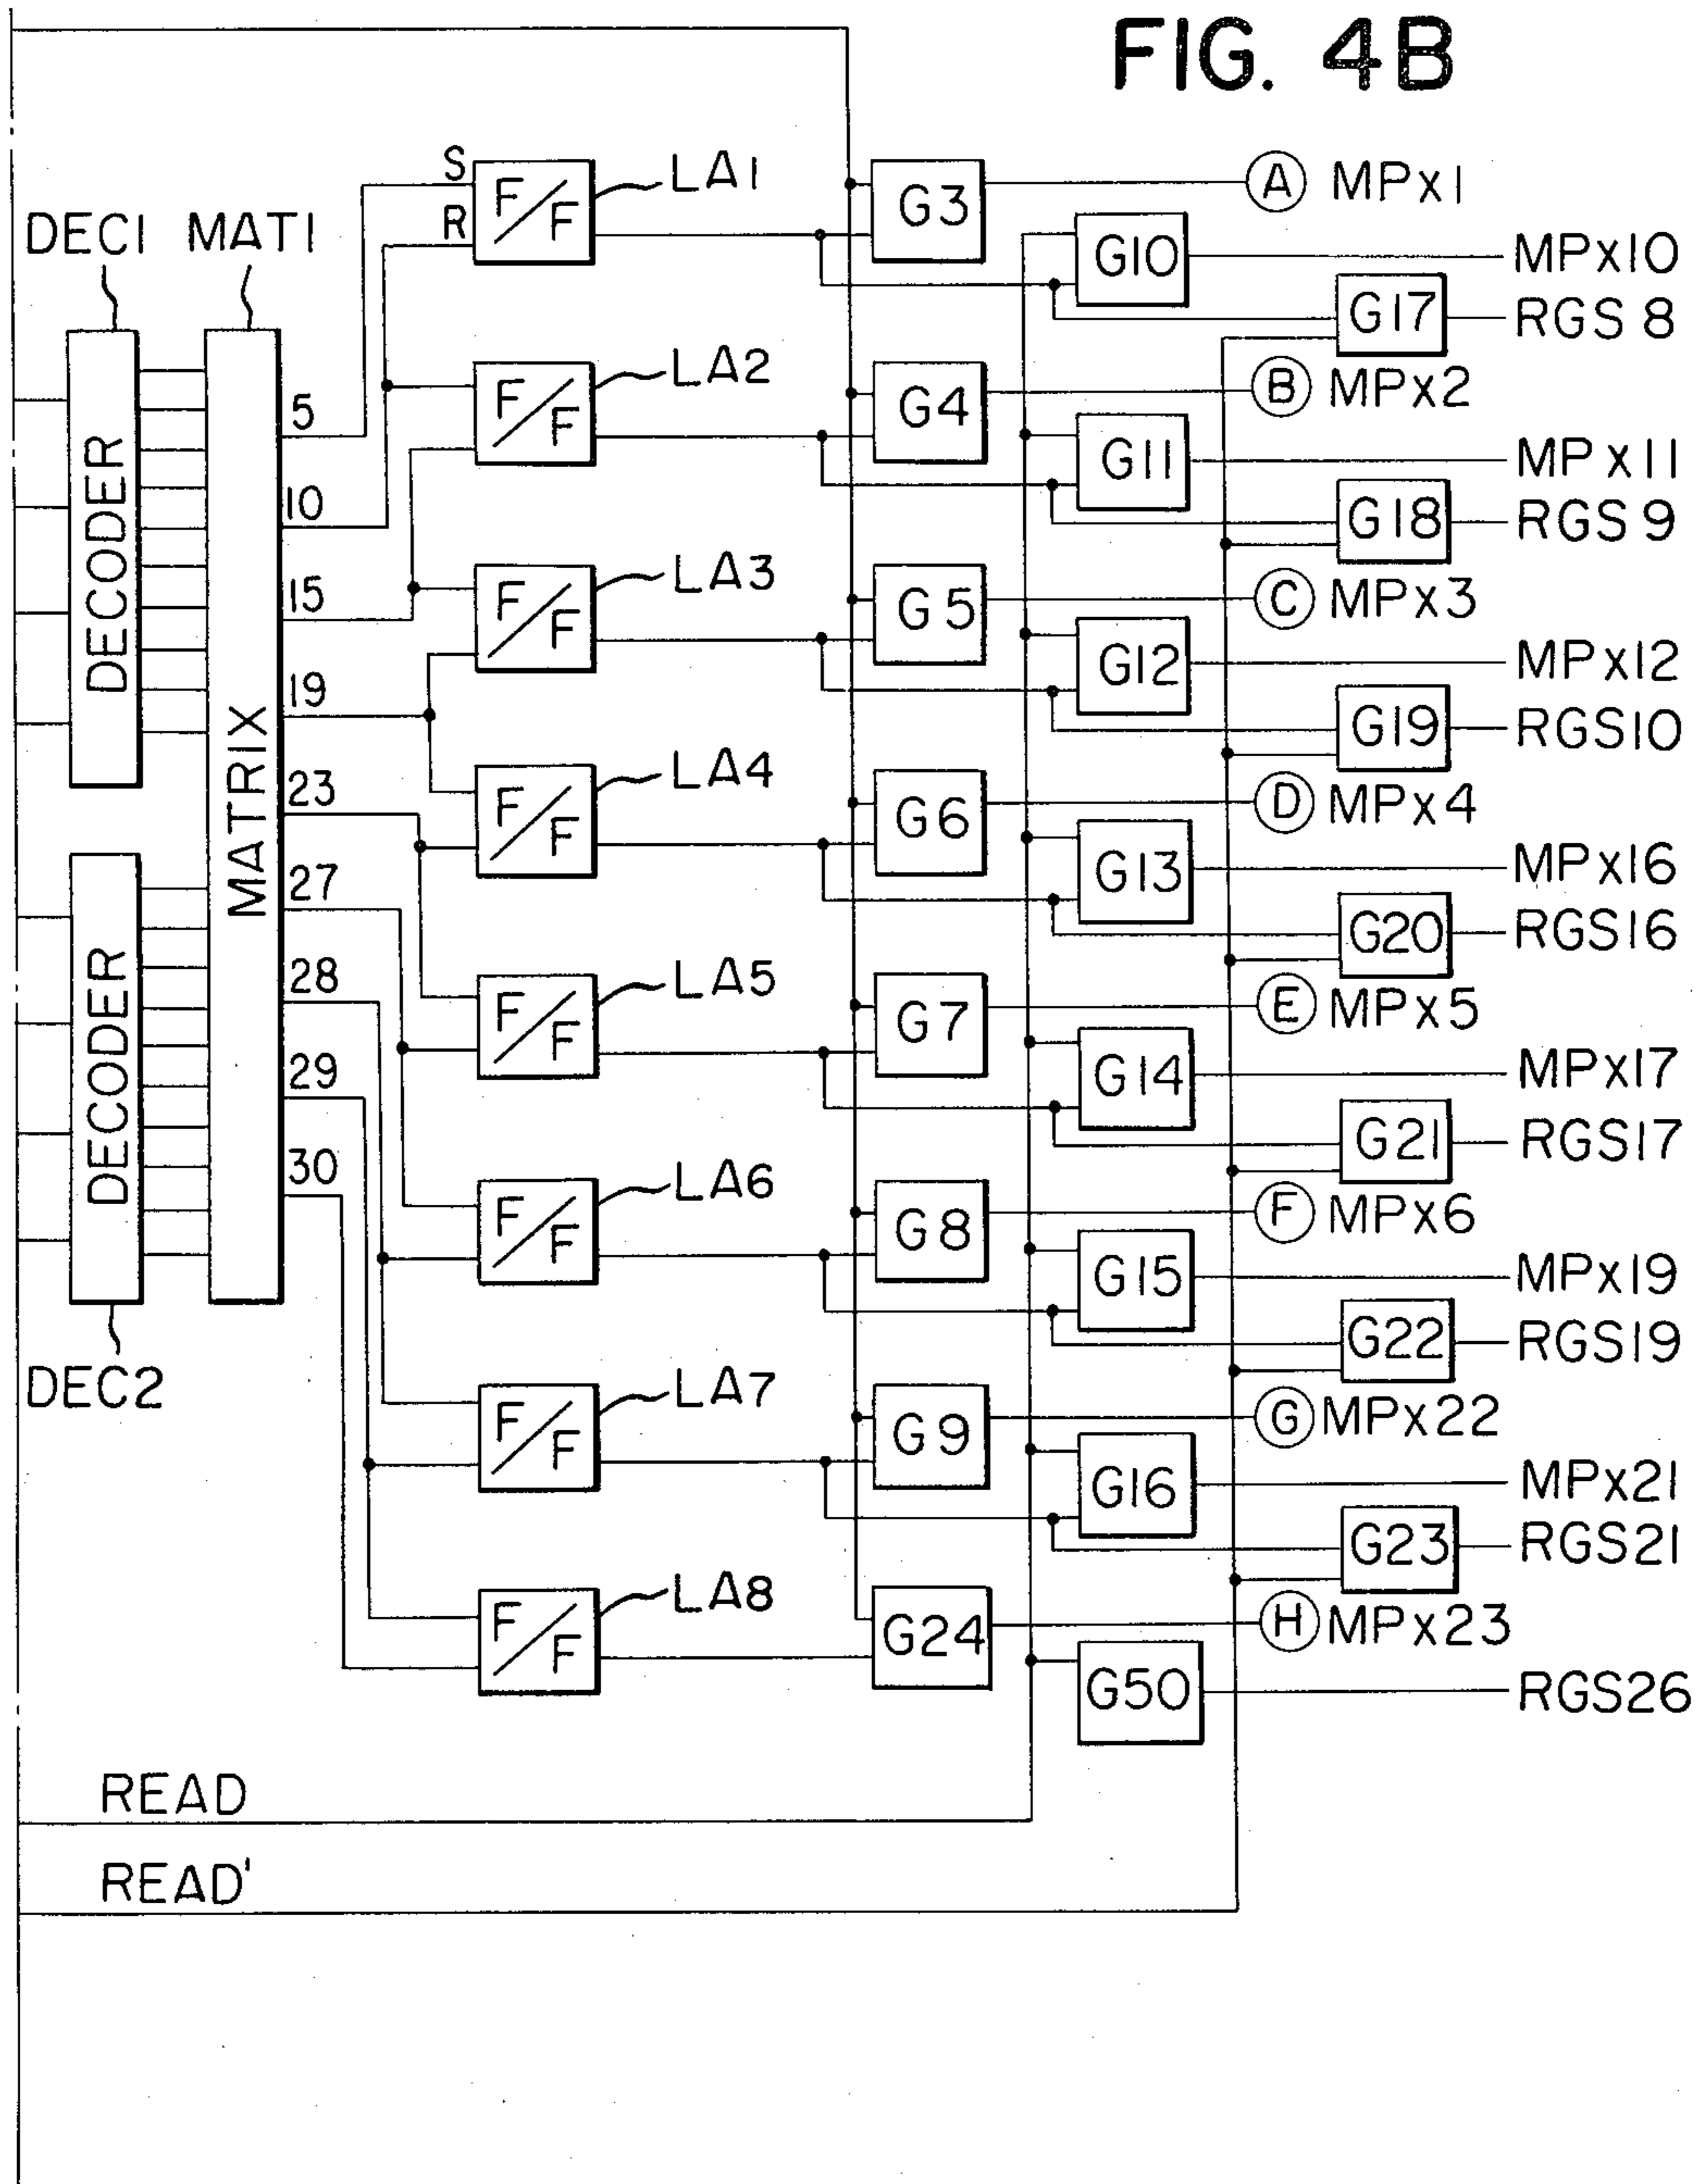 FIG. 4B
S
F/F
LA1
G3
A MPX1
R
DEC1
MAT1
G10
MPX10
G17
RGS 8
DECODER
MATRIX
5
F/F
LA2
G4
B MPX2
G11
MPX11
10
G18
RGS 9
15
F/F
LA3
G5
C MPX3
G12
MPX12
19
G19
RGS10
23
F/F
LA4
G6
D MPX4
G13
MPX16
27
G20
RGS16
DECODER
28
F/F
LA5
G7
E MPX5
G14
MPX17
29
G21
RGS17
30
F/F
LA6
G8
F MPX6
G15
MPX19
G22
RGS19
DEC2
F/F
LA7
G9
G MPX22
G16
MPX21
G23
RGS21
F/F
LA8
G24
H MPX23
G50
RGS26
READ
READ'